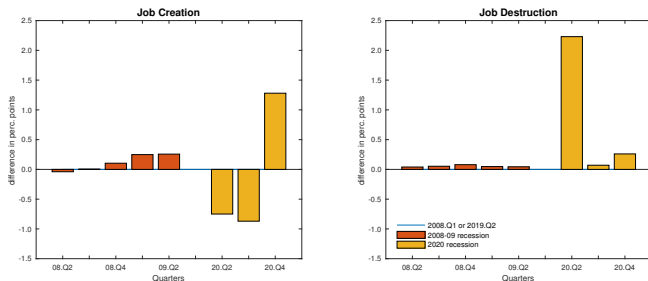 Job Creation
difference in perc. points
2.5
2.0
1.5
1.0
0.5
0.0
-0.5
-1.0
-1.5
08.Q2 08.Q4 09.Q2 20.Q2 20.Q4
Quarters
Job Destruction
difference in perc. points
2.5
2.0
1.5
1.0
0.5
0.0
-0.5
-1.0
-1.5
2008.Q1 or 2019.Q2
2008-09 recession
2020 recession
08.Q2 08.Q4 09.Q2 20.Q2 20.Q4
Quarters